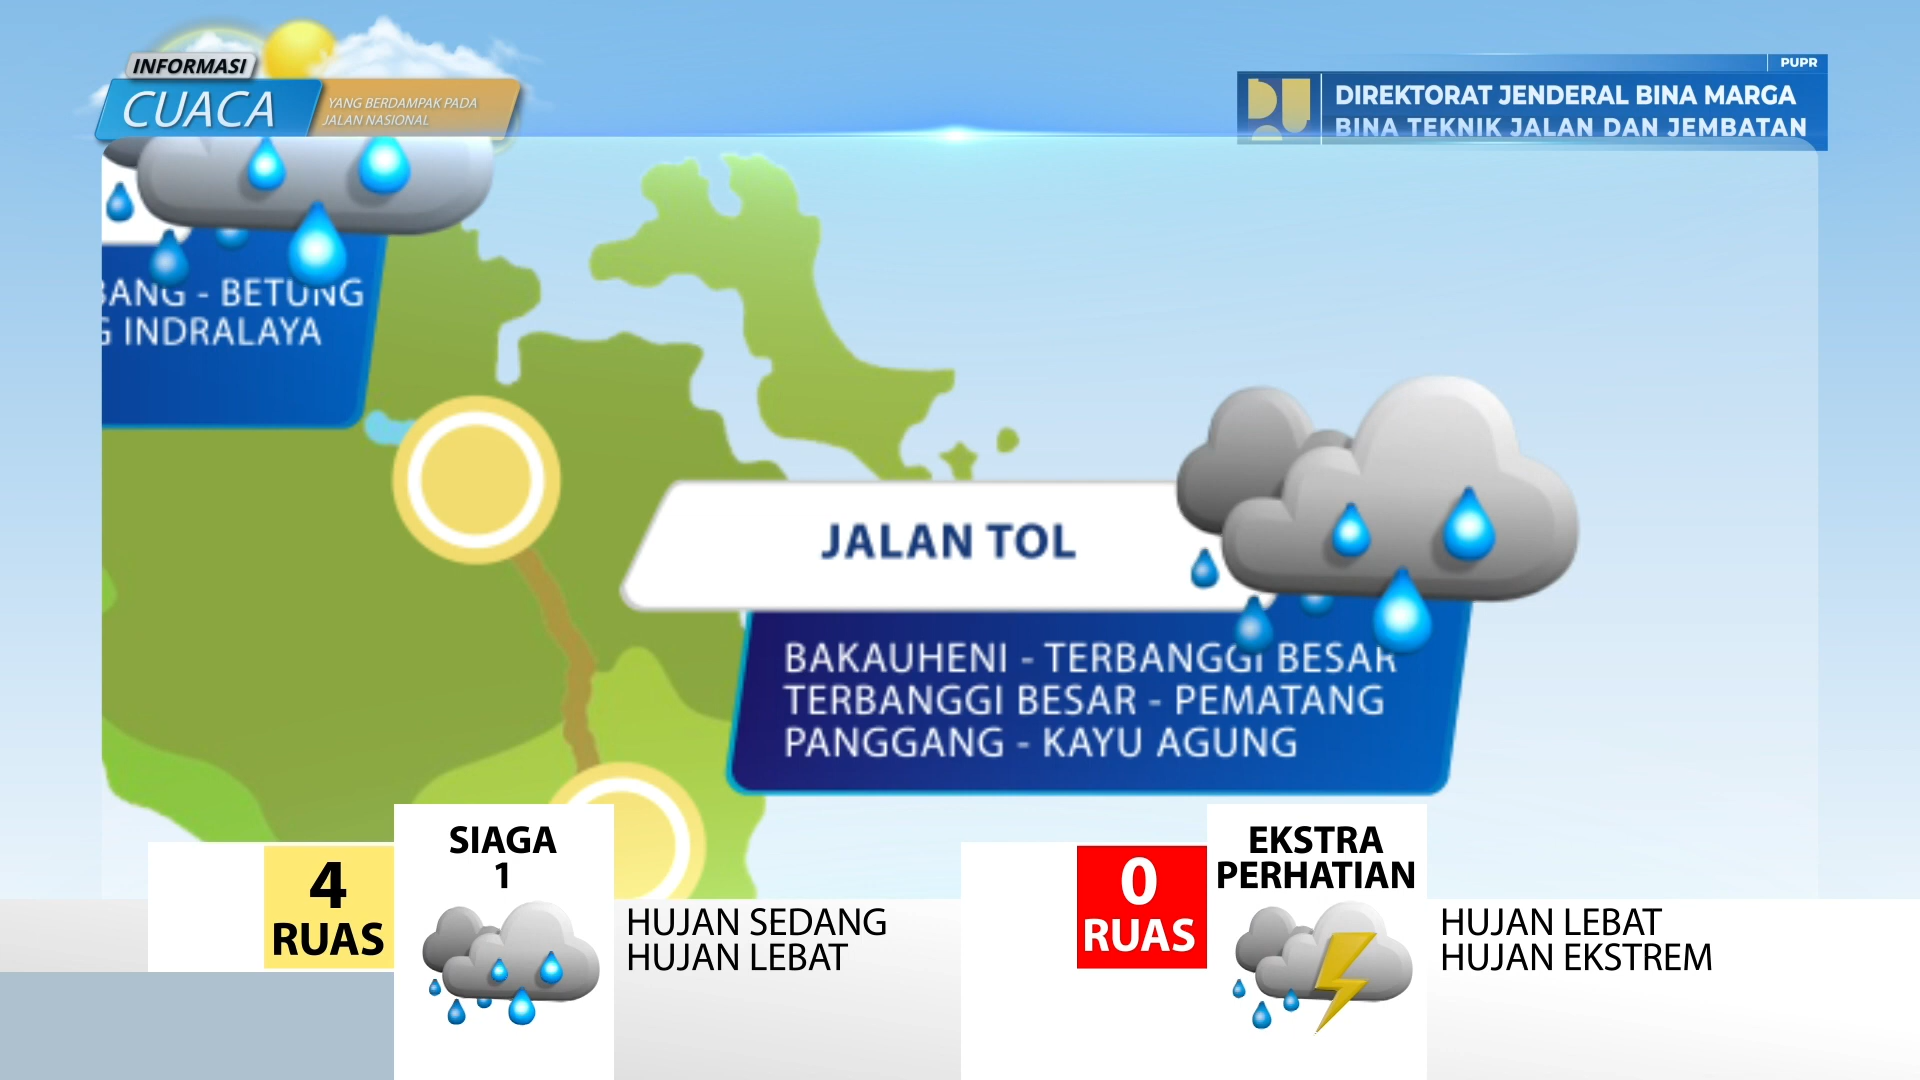 INFORMASI
CUACA
YANG BERDAMPAK PADA
JALAN NASIONAL
PUPR
DIREKTORAT JENDERAL BINA MARGA
BINA TEKNIK JALAN DAN JEMBATAN
- BETUNG
INDRALAYA
JALAN TOL
BAKAUHENI - TERBANGGI BESAR
TERBANGGI BESAR - PEMATANG
PANGGANG - KAYU AGUNG
4
RUAS
SIAGA
1
HUJAN SEDANG
HUJAN LEBAT
0
RUAS
EKSTRA
PERHATIAN
HUJAN LEBAT
HUJAN EKSTREM